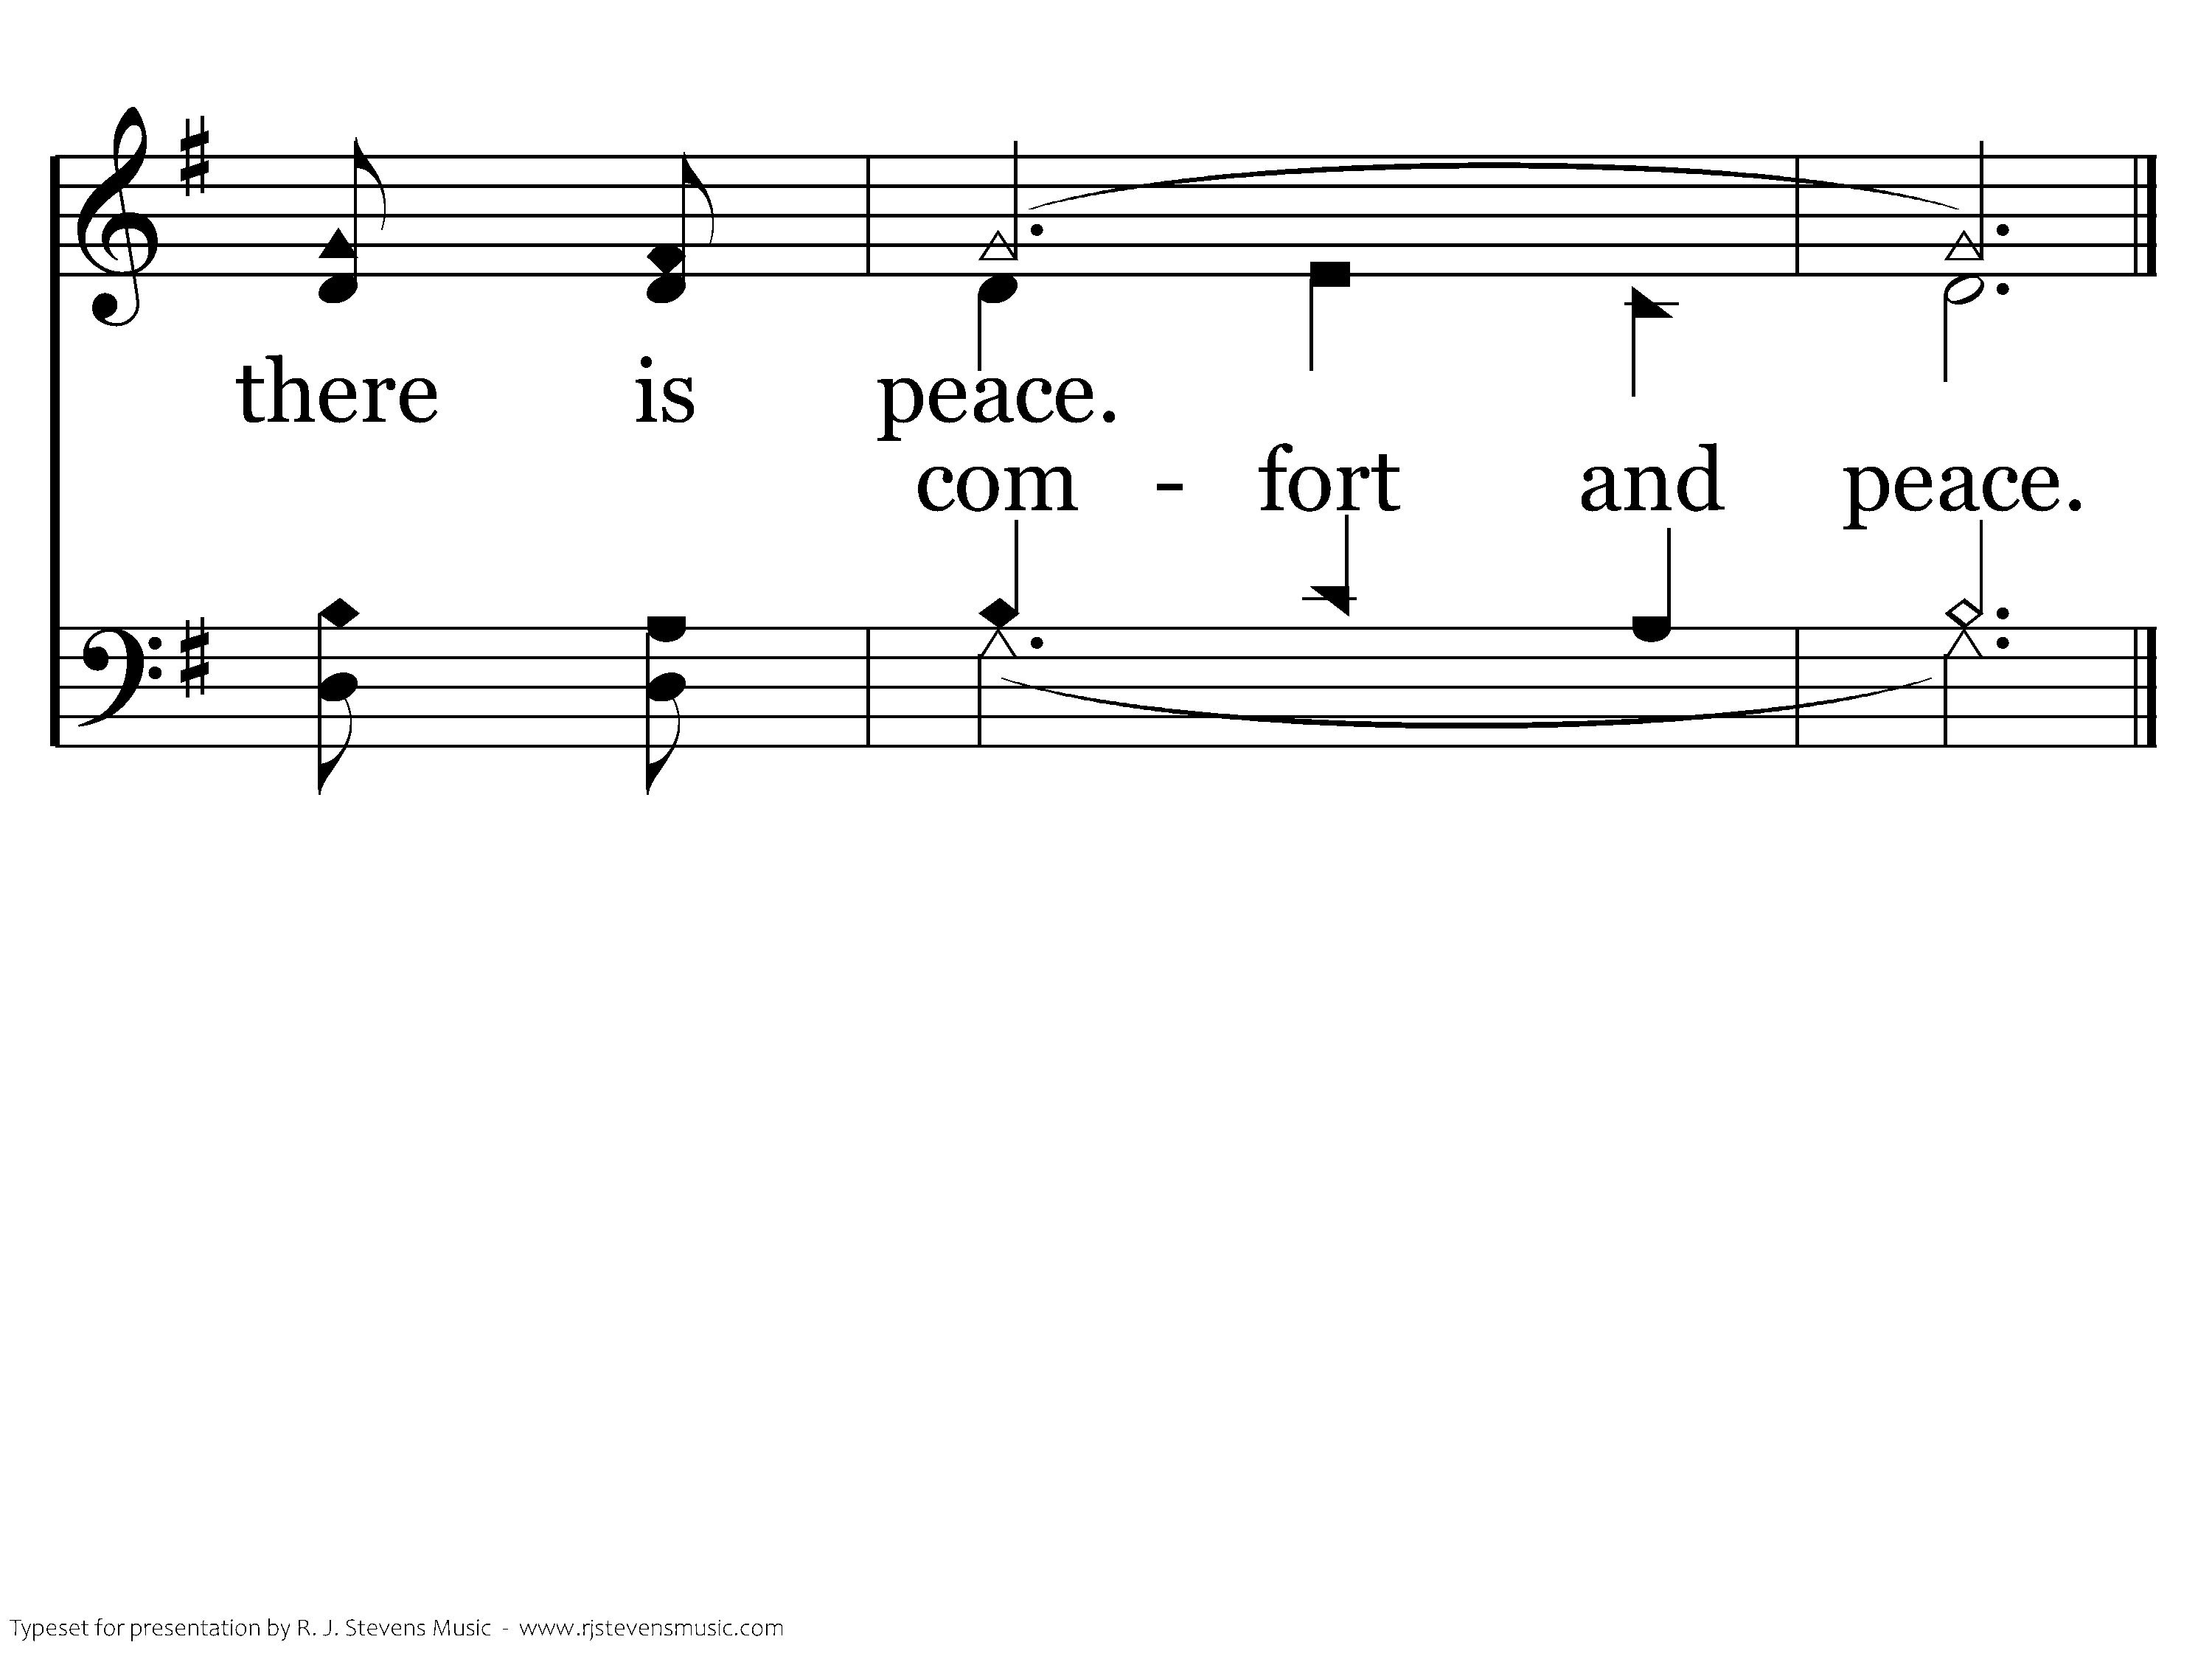 there is peace.
com - fort and peace.
Typeset for presentation by R. J. Stevens Music - www.rjstevensmusic.com